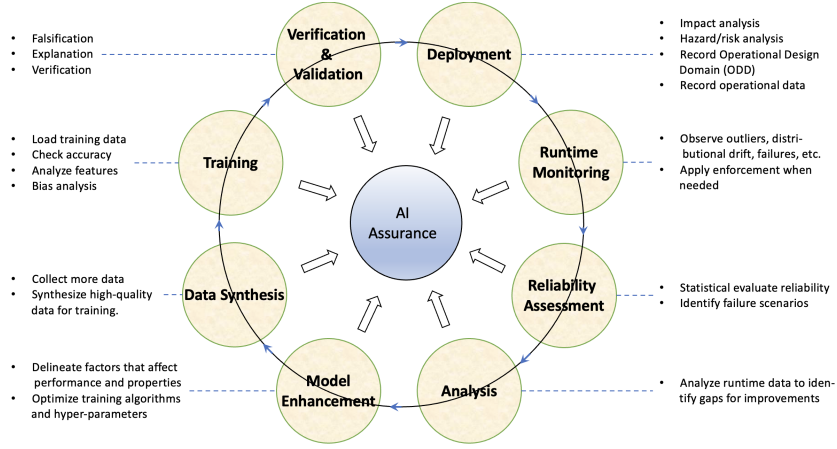 • Falsification
• Explanation
• Verification
Verification
&
Validation
Deployment
• Impact analysis
• Hazard/risk analysis
• Record Operational Design
Domain (ODD)
• Record operational data
• Load training data
• Check accuracy
• Analyze features
• Bias analysis
Training
Runtime
Monitoring
• Observe outliers, distri-
butional drift, failures, etc.
• Apply enforcement when
needed
AI
Assurance
• Collect more data
• Synthesize high-quality
data for training.
Data Synthesis
Reliability
Assessment
• Statistical evaluate reliability
• Identify failure scenarios
• Delineate factors that affect
performance and properties
• Optimize training algorithms
and hyper-parameters
Model
Enhancement
Analysis
• Analyze runtime data to iden-
tify gaps for improvements